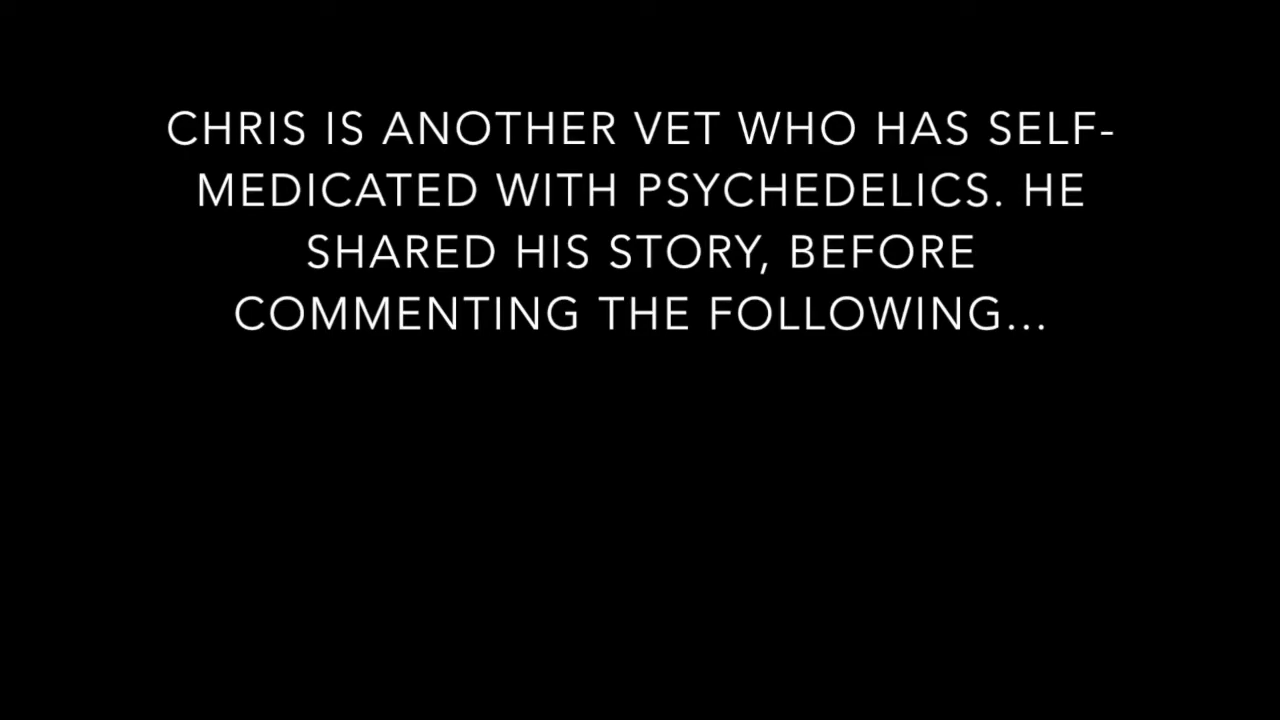 CHRIS IS ANOTHER VET WHO HAS SELF-
MEDICATED WITH PSYCHEDELICS. HE
SHARED HIS STORY, BEFORE
COMMENTING THE FOLLOWING...